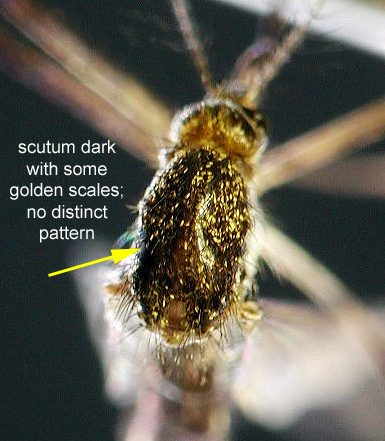 scutum dark
with some
golden scales;
no distinct
pattern